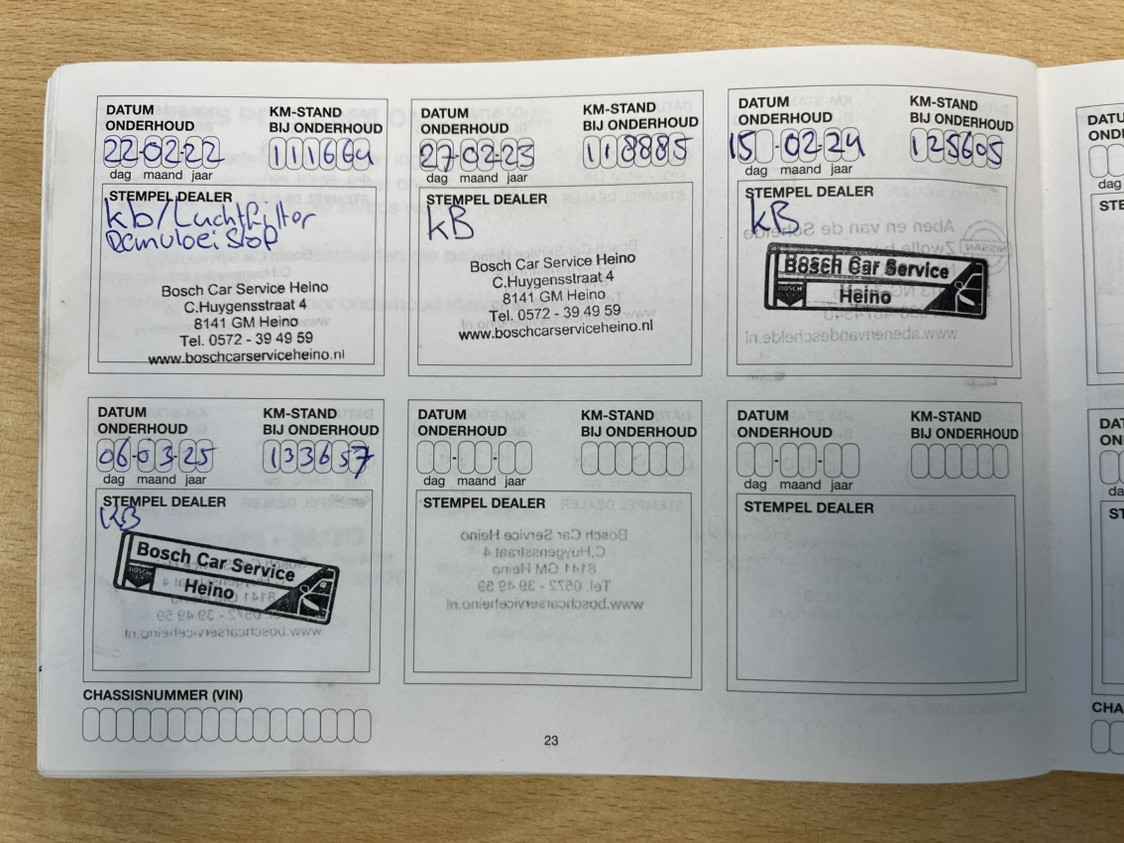 DATUM ONDERHOUD
KM-STAND BIJ ONDERHOUD
22-02-22
111664
dag maand jaar
STEMPEL DEALER
kb/Luchtfilter
Remvloeistof
Bosch Car Service Heino
C.Huygensstraat 4
8141 GM Heino
Tel. 0572 - 39 49 59
www.boschcarserviceheino.nl
DATUM ONDERHOUD
KM-STAND BIJ ONDERHOUD
27-02-23
118885
dag maand jaar
STEMPEL DEALER
kB
Bosch Car Service Heino
C.Huygensstraat 4
8141 GM Heino
Tel. 0572 - 39 49 59
www.boschcarserviceheino.nl
DATUM ONDERHOUD
KM-STAND BIJ ONDERHOUD
15-02-24
125605
dag maand jaar
STEMPEL DEALER
kB
Bosch Car Service
BOSCH
Heino
DATUM ONDERHOUD
KM-STAND BIJ ONDERHOUD
06-03-25
133657
dag maand jaar
STEMPEL DEALER
KB
Bosch Car Service
BOSCH
Heino
DATUM ONDERHOUD
KM-STAND BIJ ONDERHOUD
dag maand jaar
STEMPEL DEALER
DATUM ONDERHOUD
KM-STAND BIJ ONDERHOUD
dag maand jaar
STEMPEL DEALER
CHASSISNUMMER (VIN)
23